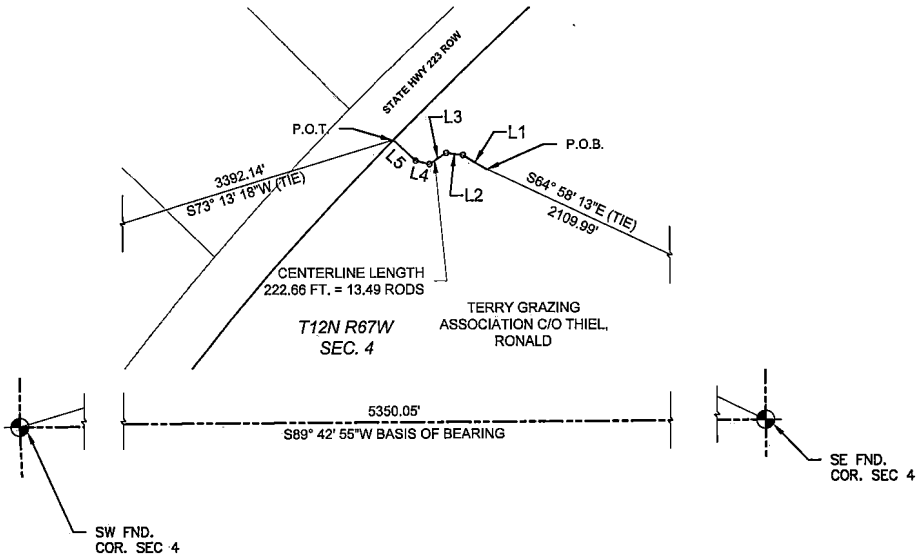 STATE HWY 223 ROW
P.O.T.
L3
L1
P.O.B.
L5
L4
L2
3392.14'
S73° 13' 18"W (TIE)
S64° 58' 13"E (TIE)
2109.99'
CENTERLINE LENGTH
222.66 FT. = 13.49 RODS
T12N R67W
SEC. 4
TERRY GRAZING
ASSOCIATION C/O THIEL,
RONALD
5350.05'
S89° 42' 55"W BASIS OF BEARING
SE FND.
COR. SEC 4
SW FND.
COR. SEC 4